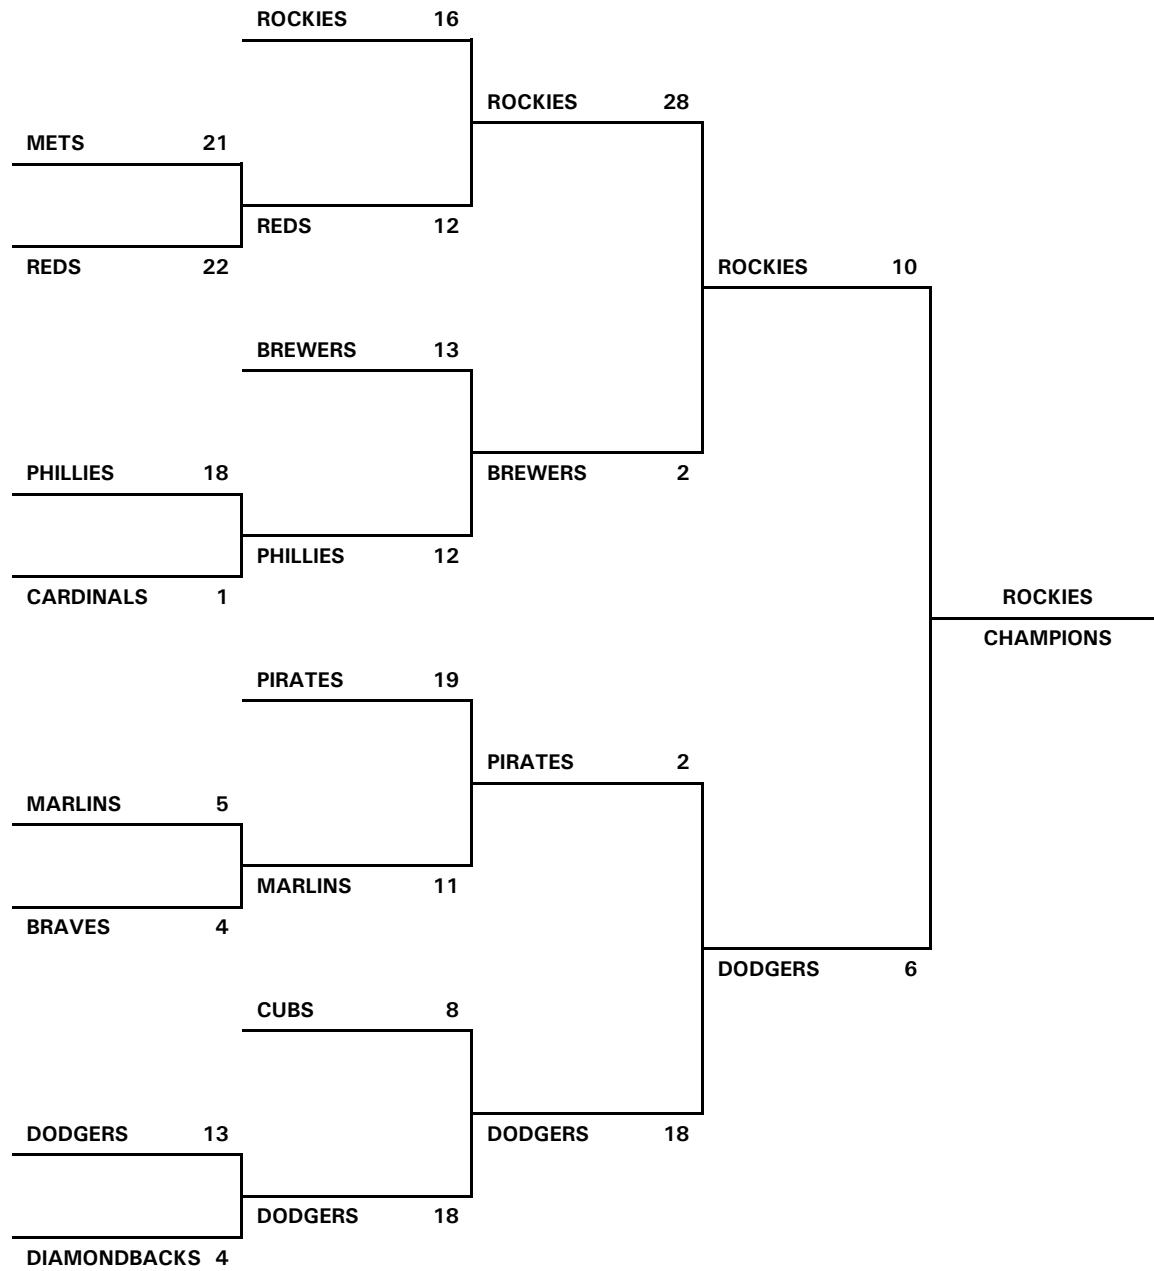 ROCKIES 16
ROCKIES 28
METS 21
REDS 12
REDS 22
ROCKIES 10
BREWERS 13
PHILLIES 18
BREWERS 2
PHILLIES 12
CARDINALS 1
ROCKIES
CHAMPIONS
PIRATES 19
PIRATES 2
MARLINS 5
MARLINS 11
BRAVES 4
DODGERS 6
CUBS 8
DODGERS 13
DODGERS 18
DODGERS 18
DIAMONDBACKS 4